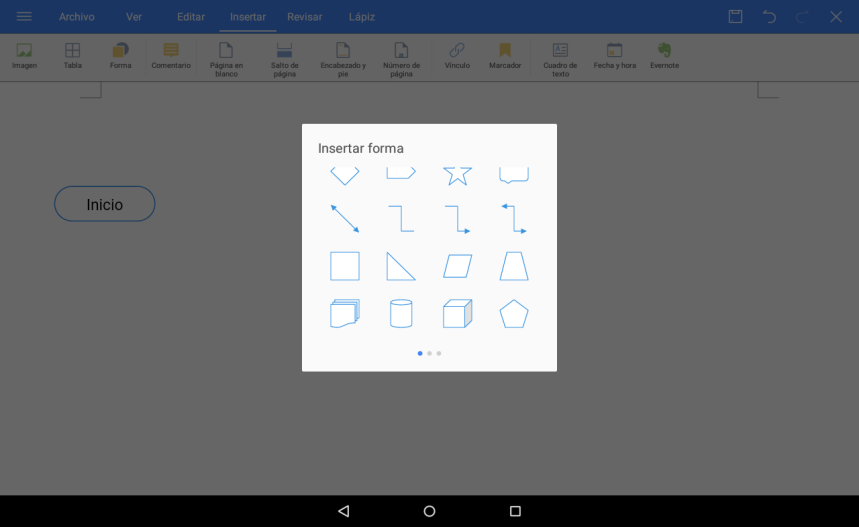 Archivo Ver Editar Insertar Revisar Lápiz
Imagen Tabla Forma Comentario Página en blanco Salto de página Encabezado y pie Número de página Vínculo Marcador Cuadro de texto Fecha y hora Evernote
Insertar forma
Inicio